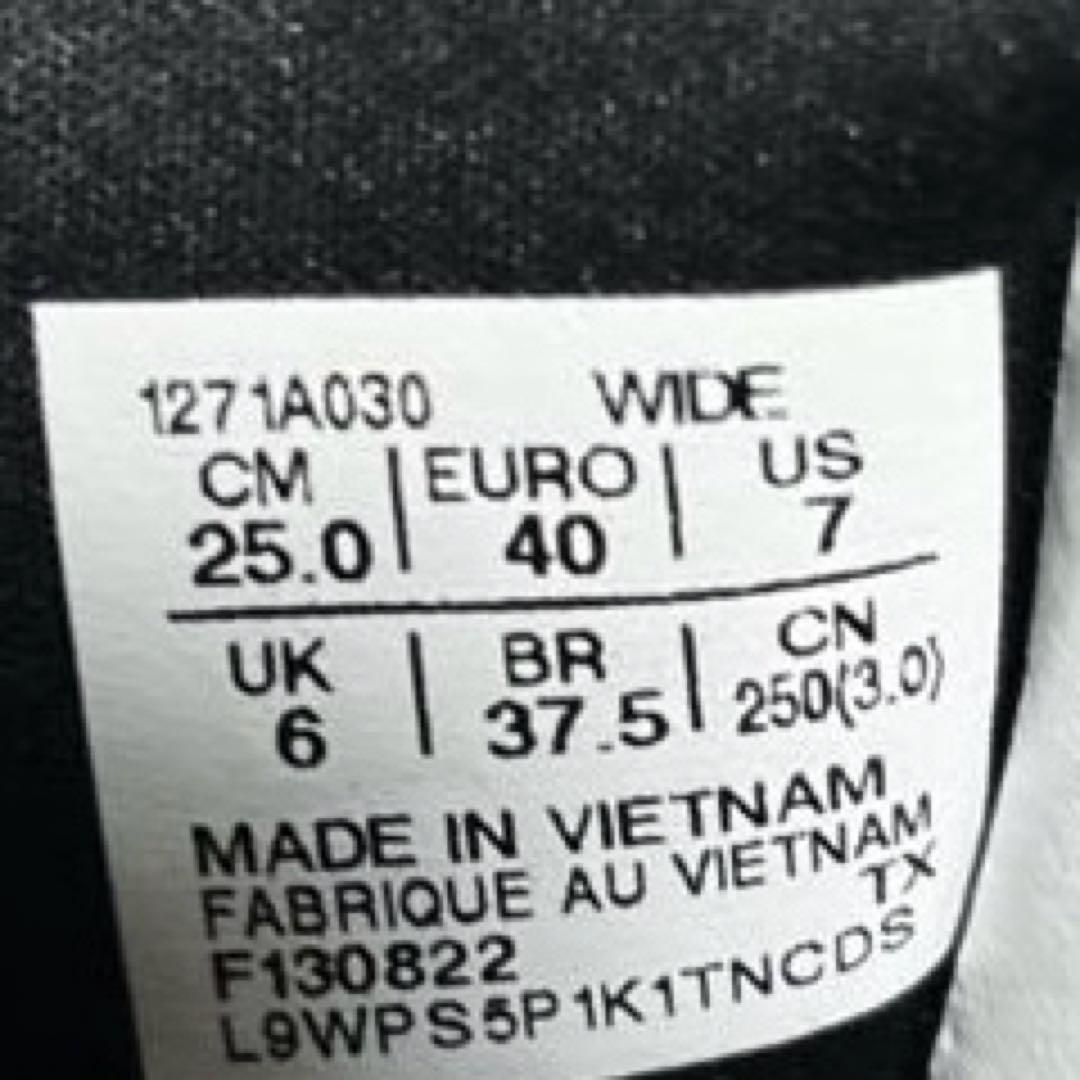 1271A030 WIDE
CM | EURO | US
25.0 | 40 | 7
UK | BR | CN
6 | 37.5 | 250(3.0)
MADE IN VIETNAM
FABRIQUE AU VIETNAM
TX
F130822
L9WPS5P1K1TNCDS